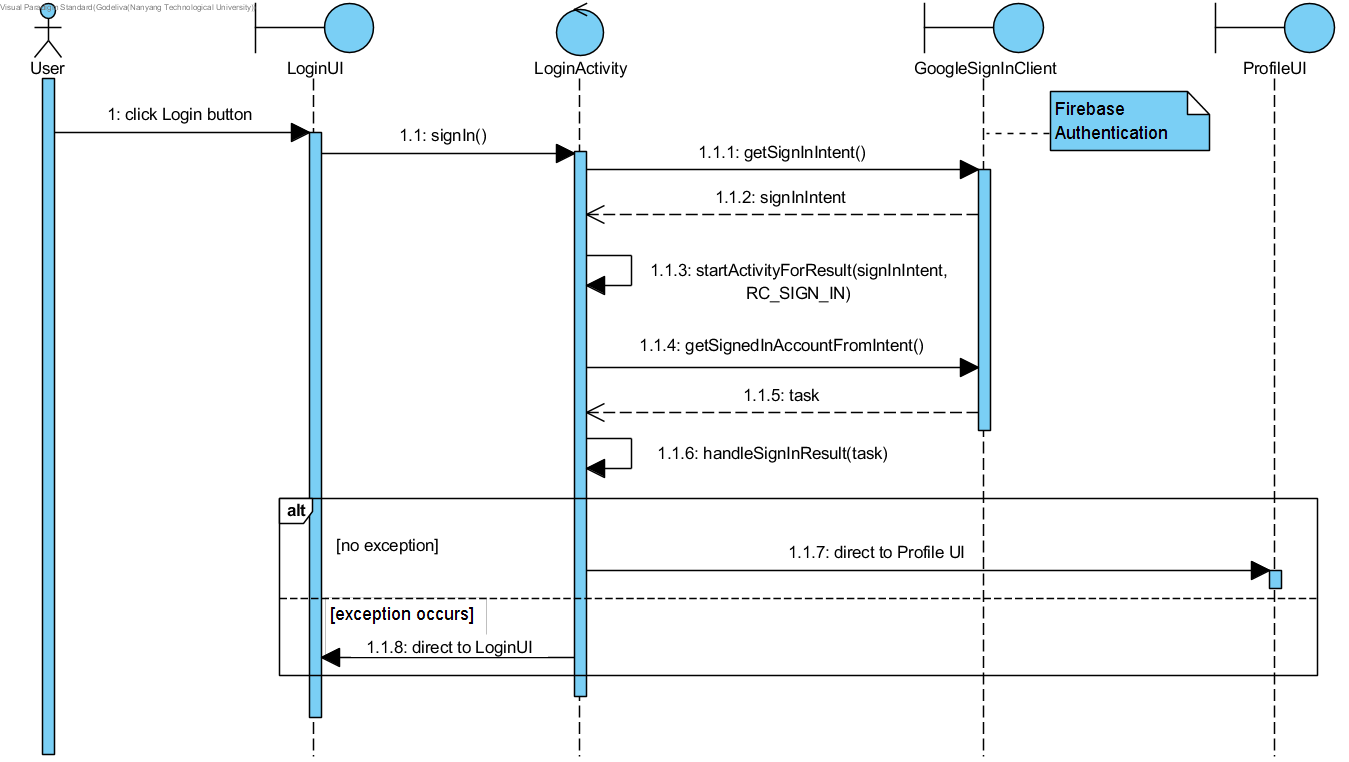 Visual Paradigm Standard(Godeliva(Nanyang Technological University))
User
LoginUI
LoginActivity
GoogleSignInClient
ProfileUI
Firebase
Authentication
1: click Login button
1.1: signIn()
1.1.1: getSignInIntent()
1.1.2: signInIntent
1.1.3: startActivityForResult(signInIntent,
RC_SIGN_IN)
1.1.4: getSignedInAccountFromIntent()
1.1.5: task
1.1.6: handleSignInResult(task)
alt
[no exception]
1.1.7: direct to Profile UI
[exception occurs]
1.1.8: direct to LoginUI